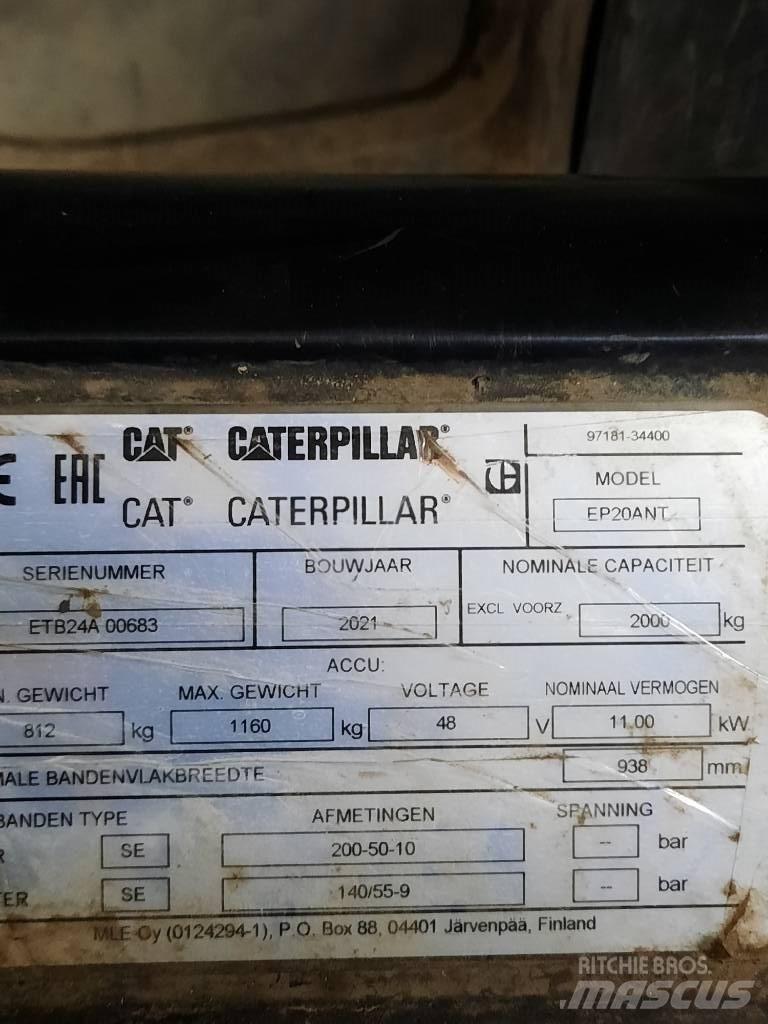 CAT® CATERPILLAR®
97181-34400
EAC
CAT® CATERPILLAR®
MODEL
EP20ANT
SERIENUMMER BOUWJAAR NOMINALE CAPACITEIT
ETB24A 00683 2021 EXCL VOORZ 2000 kg
ACCU:
N. GEWICHT MAX. GEWICHT VOLTAGE NOMINAAL VERMOGEN
812 kg 1160 kg 48 V 11.00 kW
MALE BANDENVLAKBREEDTE 938 mm
BANDEN TYPE AFMETINGEN SPANNING
R SE 200-50-10 -- bar
TER SE 140/55-9 -- bar
MLE Oy (0124294-1), P.O. Box 88, 04401 Järvenpää, Finland
RITCHIE BROS.
MASCUS